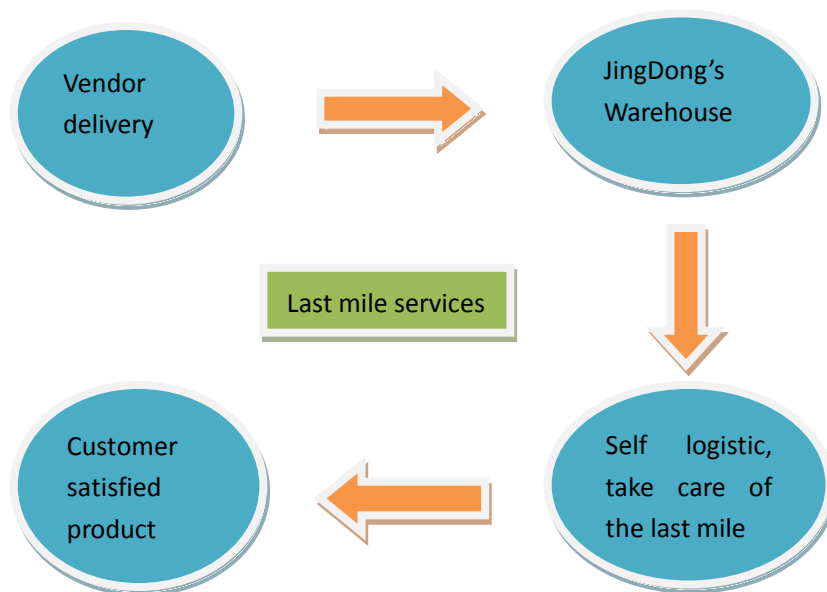 Vendor
delivery
JingDong’s
Warehouse
Last mile services
Customer
satisfied
product
Self logistic,
take care of
the last mile